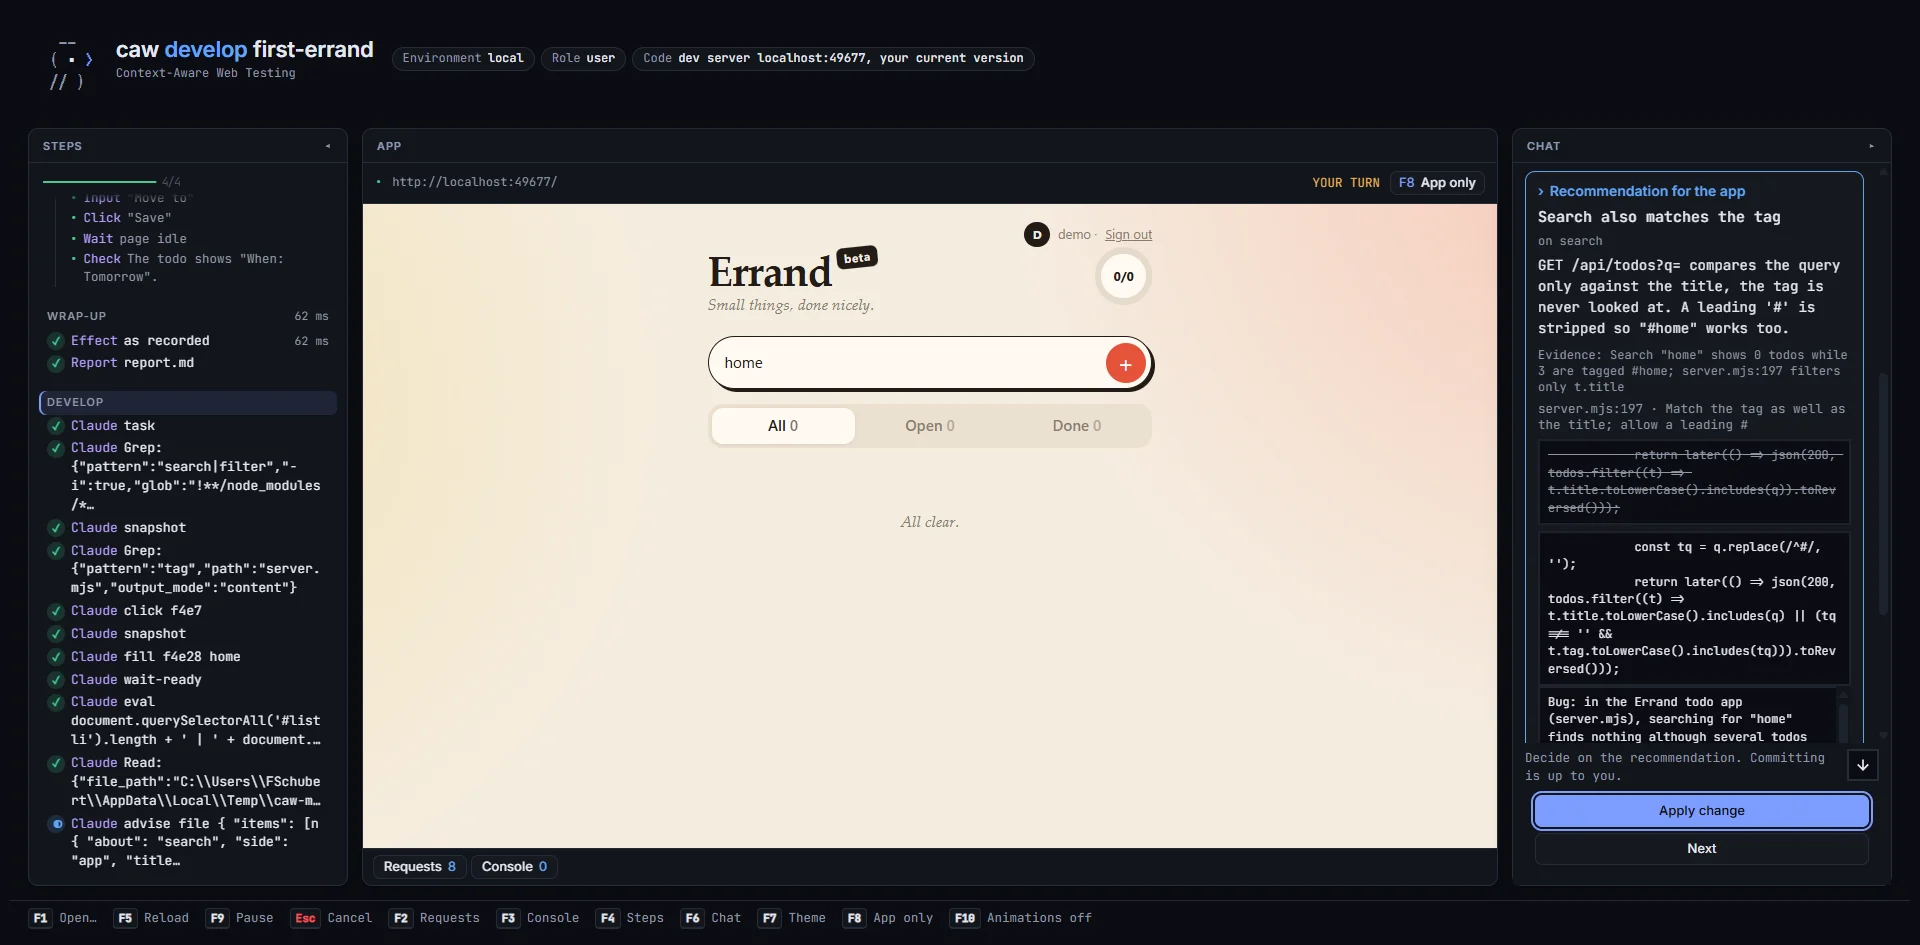 caw develop first-errand
Context-Aware Web Testing
Environment local
Role user
Code dev server localhost:49677, your current version
STEPS
4/4
Input "Move to"
Click "Save"
Wait page idle
Check The todo shows "When:
Tomorrow".
WRAP-UP 62 ms
Effect as recorded 62 ms
Report report.md
DEVELOP
Claude task
Claude Grep:
{"pattern":"search|filter","-
i":true,"glob":"!**/node_modules
/*…
Claude snapshot
Claude Grep:
{"pattern":"tag","path":"server.
mjs","output_mode":"content"}
Claude click f4e7
Claude snapshot
Claude fill f4e28 home
Claude wait-ready
Claude eval
document.querySelectorAll('#list
li').length + ' | ' + document.…
Claude Read:
{"file_path":"C:\\Users\\FSchube
rt\\AppData\\Local\\Temp\\caw-m…
Claude advise file { "items": [n
{ "about": "search", "side":
"app", "title…
APP
http://localhost:49677/
YOUR TURN
F8 App only
D demo · Sign out
Errand beta
Small things, done nicely.
0/0
home
+
All 0
Open 0
Done 0
All clear.
Requests 8
Console 0
CHAT
› Recommendation for the app
Search also matches the tag
on search
GET /api/todos?q= compares the query
only against the title, the tag is
never looked at. A leading '#' is
stripped so "#home" works too.
Evidence: Search "home" shows 0 todos while
3 are tagged #home; server.mjs:197 filters
only t.title
server.mjs:197 · Match the tag as well as
the title; allow a leading #
return later(() => json(200,
todos.filter((t) =>
t.title.toLowerCase().includes(q)).toRev
ersed()));
const tq = q.replace(/^#/,
'');
return later(() => json(200,
todos.filter((t) =>
t.title.toLowerCase().includes(q) || (tq
!== '' &&
t.tag.toLowerCase().includes(tq))).toRev
ersed()));
Bug: in the Errand todo app
(server.mjs), searching for "home"
finds nothing although several todos
Decide on the recommendation. Committing
is up to you.
Apply change
Next
F1 Open…
F5 Reload
F9 Pause
Esc Cancel
F2 Requests
F3 Console
F4 Steps
F6 Chat
F7 Theme
F8 App only
F10 Animations off